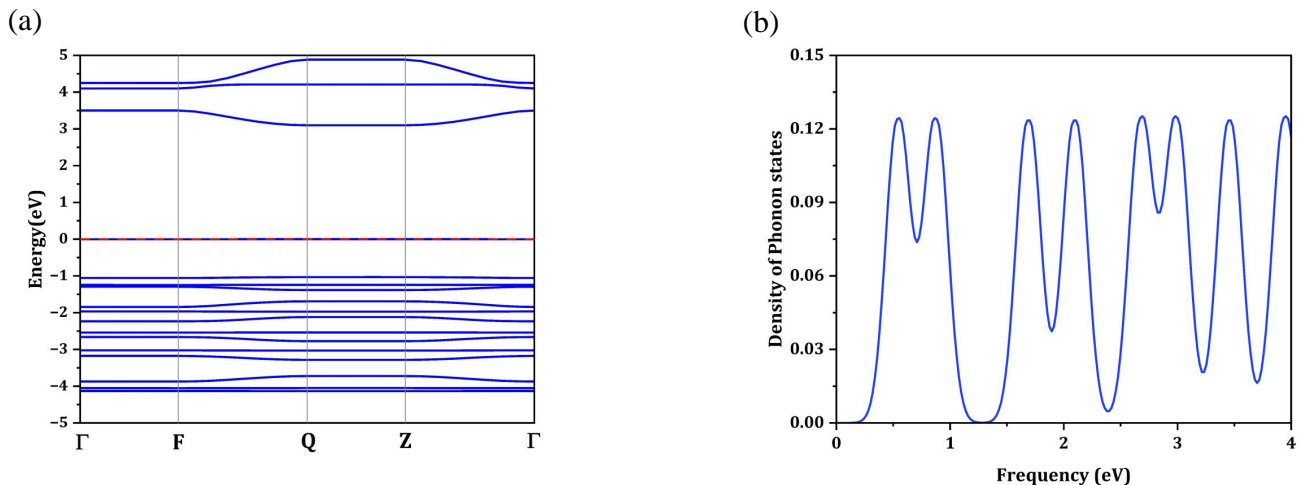 (a)
(b)
5
4
3
2
1
0
−1
−2
−3
−4
−5
Energy(eV)
Γ F Q Z Γ
0.15
0.12
0.09
0.06
0.03
0.00
Density of Phonon states
0 1 2 3 4
Frequency (eV)